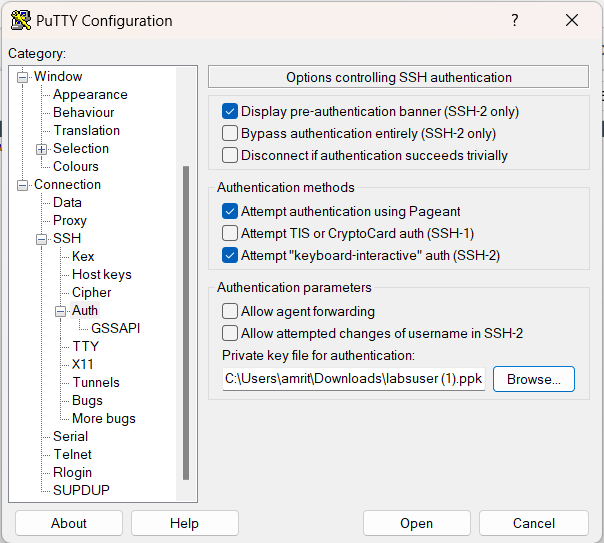 PuTTY Configuration
?
Category:
Window
Appearance
Behaviour
Translation
Selection
Colours
Connection
Data
Proxy
SSH
Kex
Host keys
Cipher
Auth
GSSAPI
TTY
X11
Tunnels
Bugs
More bugs
Serial
Telnet
Rlogin
SUPDUP
Options controlling SSH authentication
Display pre-authentication banner (SSH-2 only)
Bypass authentication entirely (SSH-2 only)
Disconnect if authentication succeeds trivially
Authentication methods
Attempt authentication using Pageant
Attempt TIS or CryptoCard auth (SSH-1)
Attempt "keyboard-interactive" auth (SSH-2)
Authentication parameters
Allow agent forwarding
Allow attempted changes of username in SSH-2
Private key file for authentication:
C:\Users\amrit\Downloads\labsuser (1).ppk Browse...
About Help Open Cancel